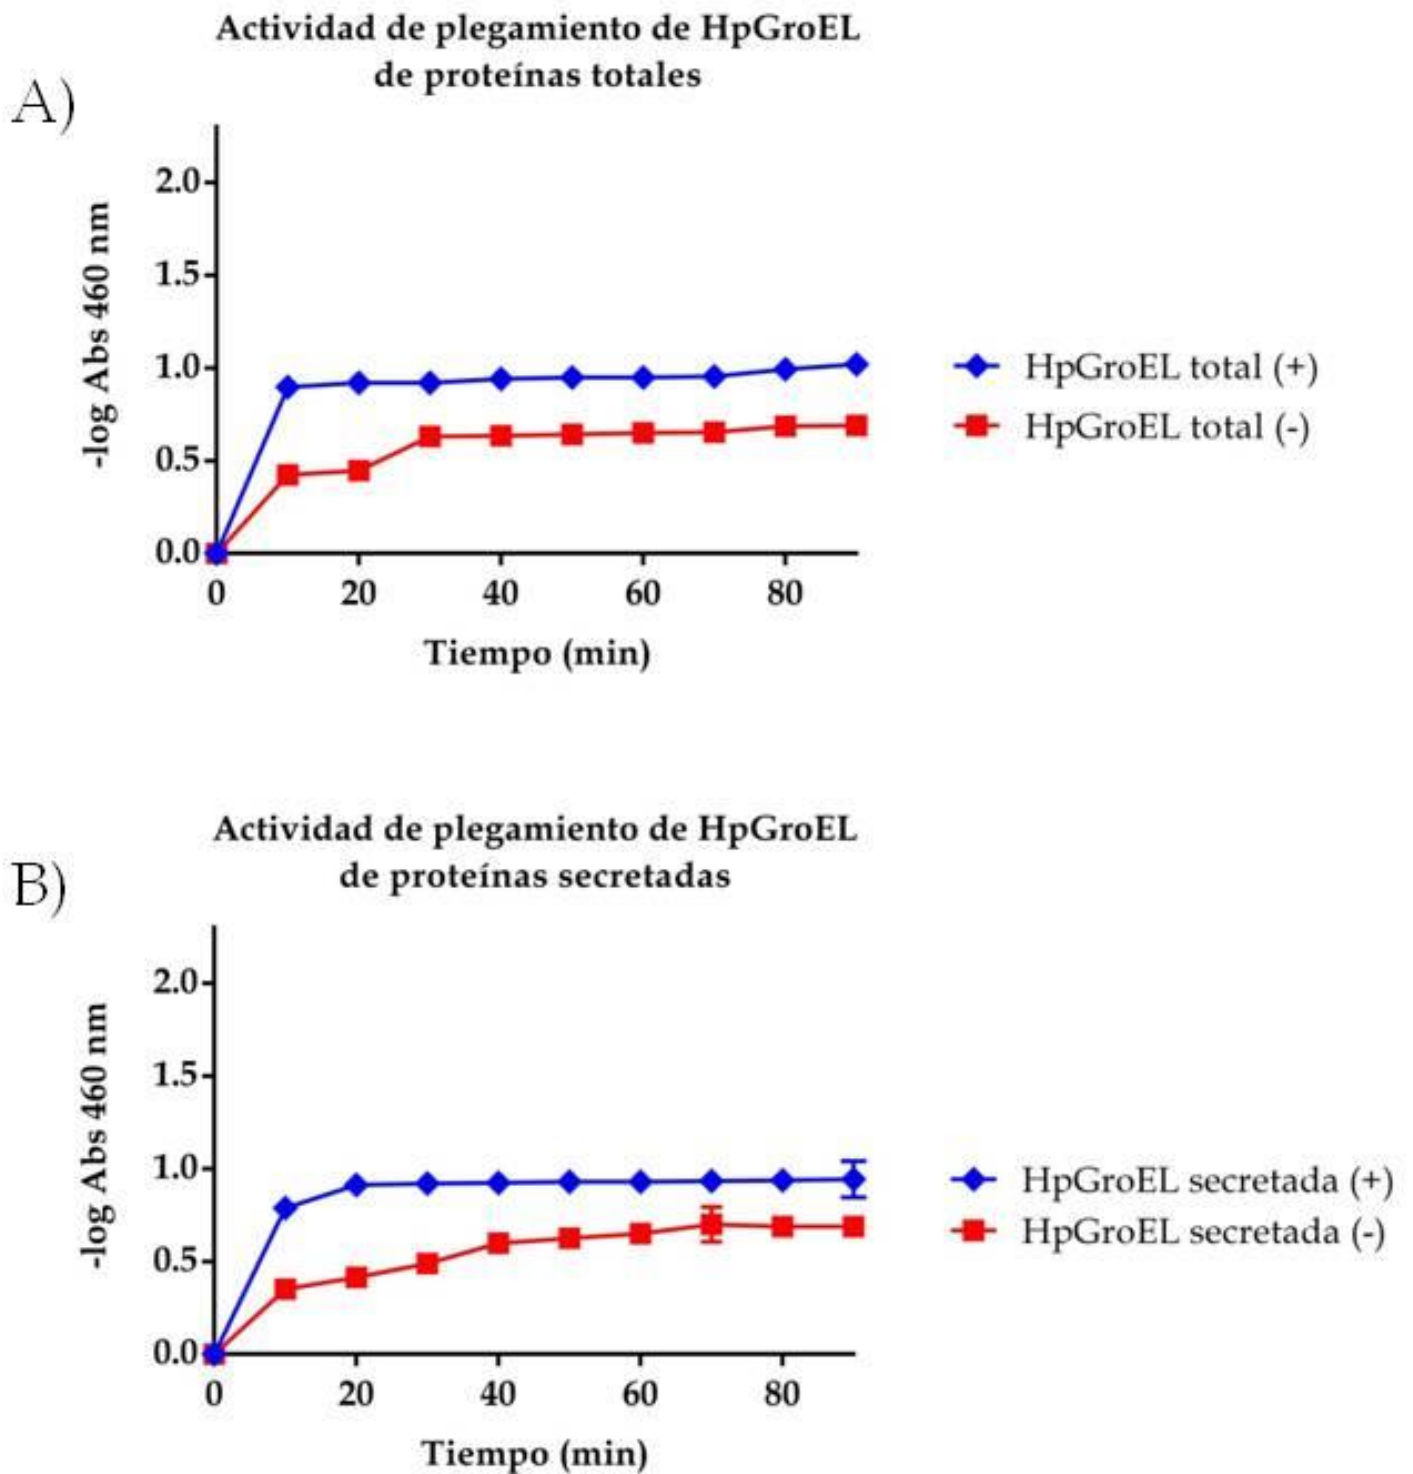 Actividad de plegamiento de HpGroEL
de proteínas totales
A)
2.0
1.5
1.0
0.5
0.0
-log Abs 460 nm
0 20 40 60 80
Tiempo (min)
HpGroEL total (+)
HpGroEL total (-)
Actividad de plegamiento de HpGroEL
de proteínas secretadas
B)
2.0
1.5
1.0
0.5
0.0
-log Abs 460 nm
0 20 40 60 80
Tiempo (min)
HpGroEL secretada (+)
HpGroEL secretada (-)